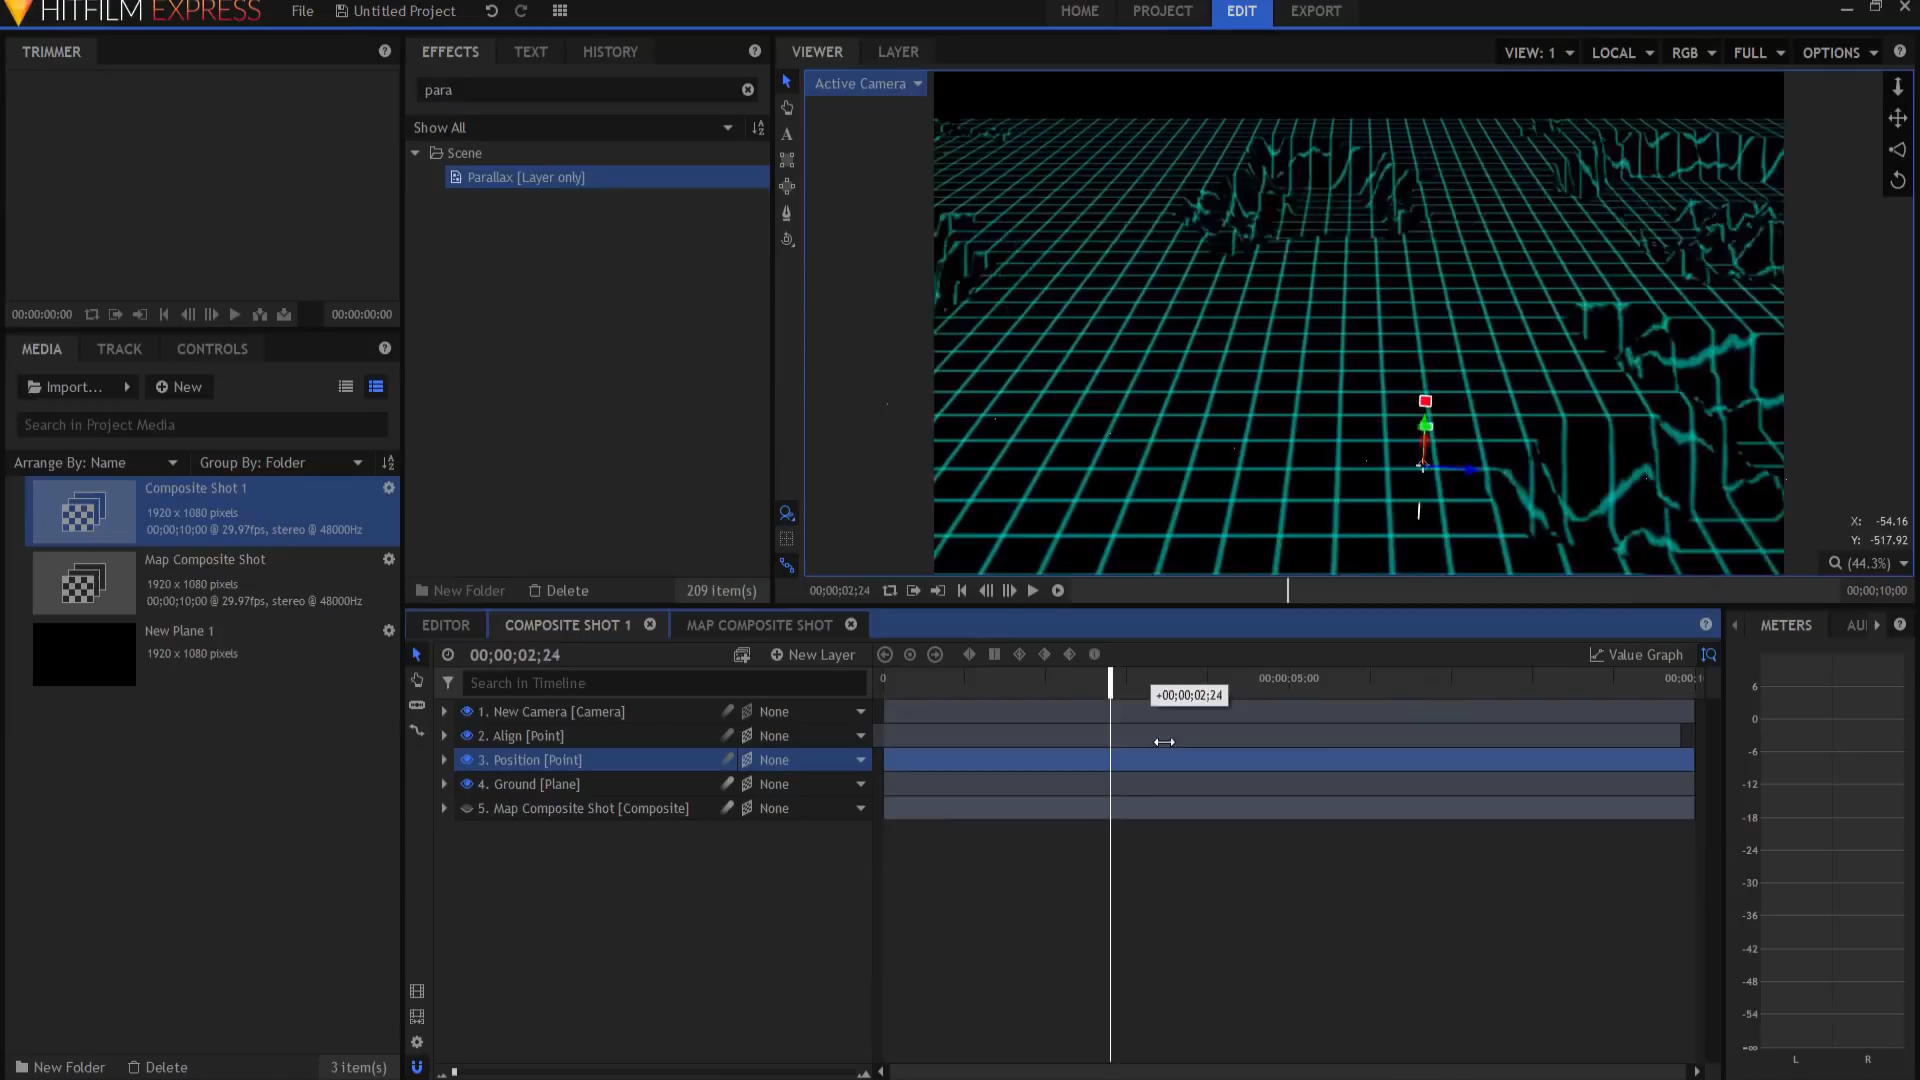 HITFILM EXPRESS
File
Untitled Project
HOME
PROJECT
EDIT
EXPORT
TRIMMER
EFFECTS
TEXT
HISTORY
VIEWER
LAYER
VIEW: 1
LOCAL
RGB
FULL
OPTIONS
para
Active Camera
Show All
Scene
Parallax [Layer only]
00:00:00:00
00:00:00:00
MEDIA
TRACK
CONTROLS
Import...
New
Search in Project Media
Arrange By: Name
Group By: Folder
Composite Shot 1
1920 x 1080 pixels
00;00;10;00 @ 29.97fps, stereo @ 48000Hz
Map Composite Shot
1920 x 1080 pixels
00;00;10;00 @ 29.97fps, stereo @ 48000Hz
New Plane 1
1920 x 1080 pixels
X: -54.16
Y: -517.92
(44.3%)
New Folder
Delete
209 item(s)
00;00;02;24
00;00;10;00
EDITOR
COMPOSITE SHOT 1
MAP COMPOSITE SHOT
METERS
AU
00;00;02;24
New Layer
Value Graph
Search in Timeline
0
00;00;05;00
00;00;1
+00;00;02;24
1. New Camera [Camera]
None
2. Align [Point]
None
3. Position [Point]
None
4. Ground [Plane]
None
5. Map Composite Shot [Composite]
None
6
0
-6
-12
-18
-24
-30
-36
-42
-48
-54
-∞
L
R
New Folder
Delete
3 item(s)